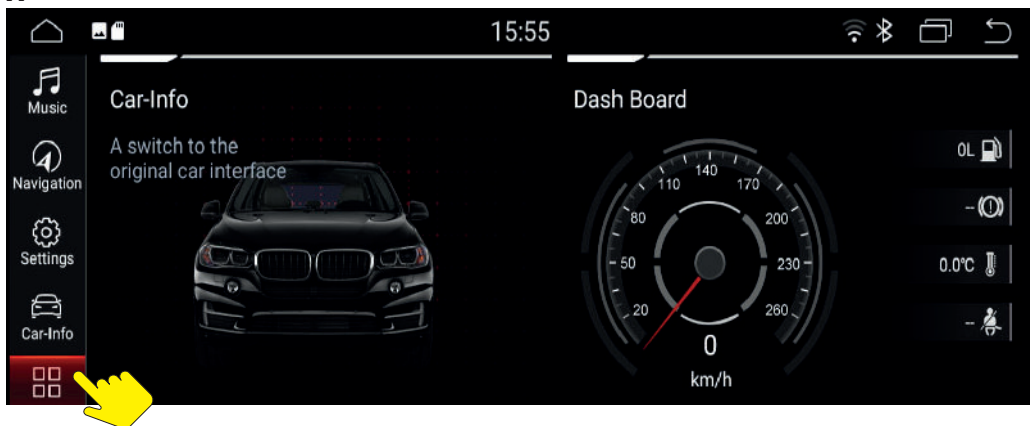 15:55
Music
Navigation
Settings
Car-Info
Car-Info
A switch to the
original car interface
Dash Board
20
50
80
110
140
170
200
230
260
0
km/h
0L
--
0.0℃
--